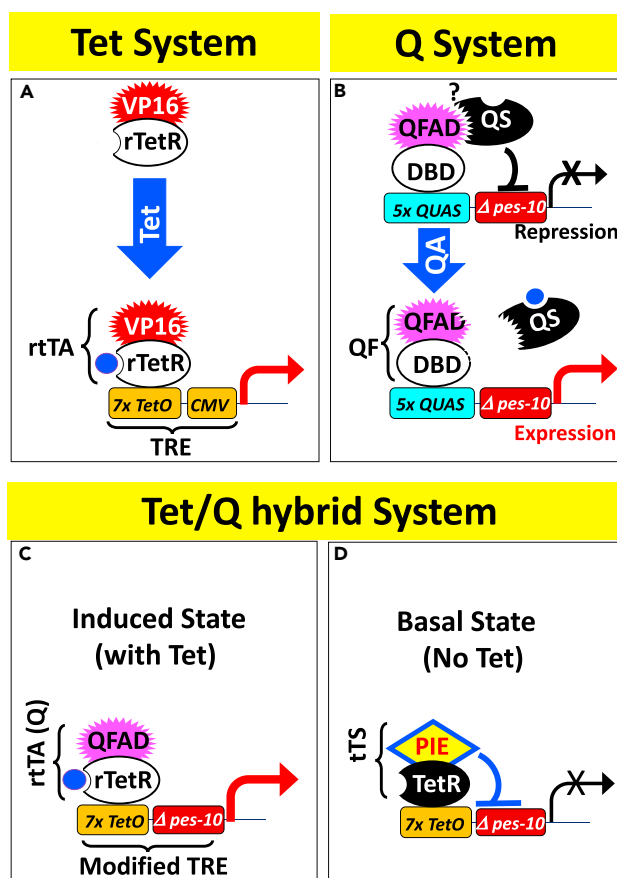 Tet System
Q System
A
VP16
rTetR
Tet
rtTA
VP16
rTetR
7x TetO
CMV
TRE
B
?
QFAD
QS
DBD
5x QUAS
Δ pes-10
X
Repression
QA
QF
QFAD
QS
DBD
5x QUAS
Δ pes-10
Expression
Tet/Q hybrid System
C
Induced State
(with Tet)
rtTA (Q)
QFAD
rTetR
7x TetO
Δ pes-10
Modified TRE
D
Basal State
(No Tet)
tTS
PIE
TetR
7x TetO
Δ pes-10
X